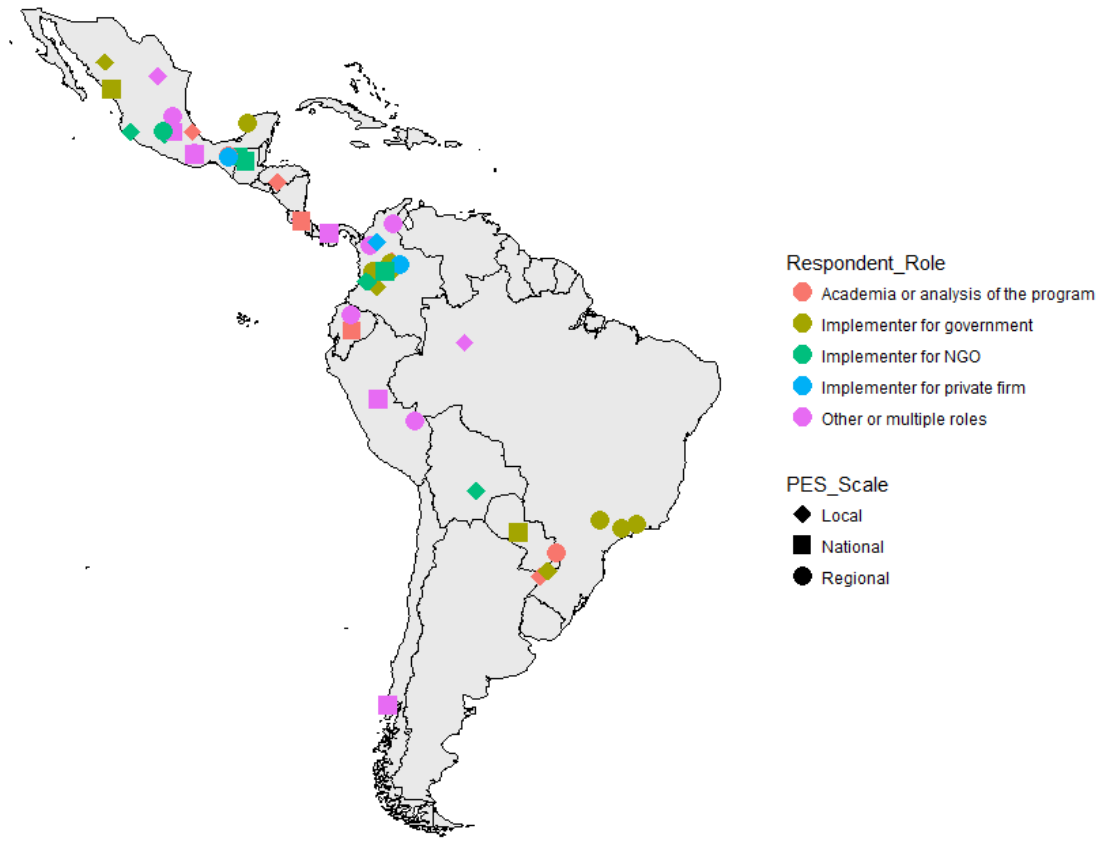 Respondent_Role
Academia or analysis of the program
Implementer for government
Implementer for NGO
Implementer for private firm
Other or multiple roles
PES_Scale
Local
National
Regional